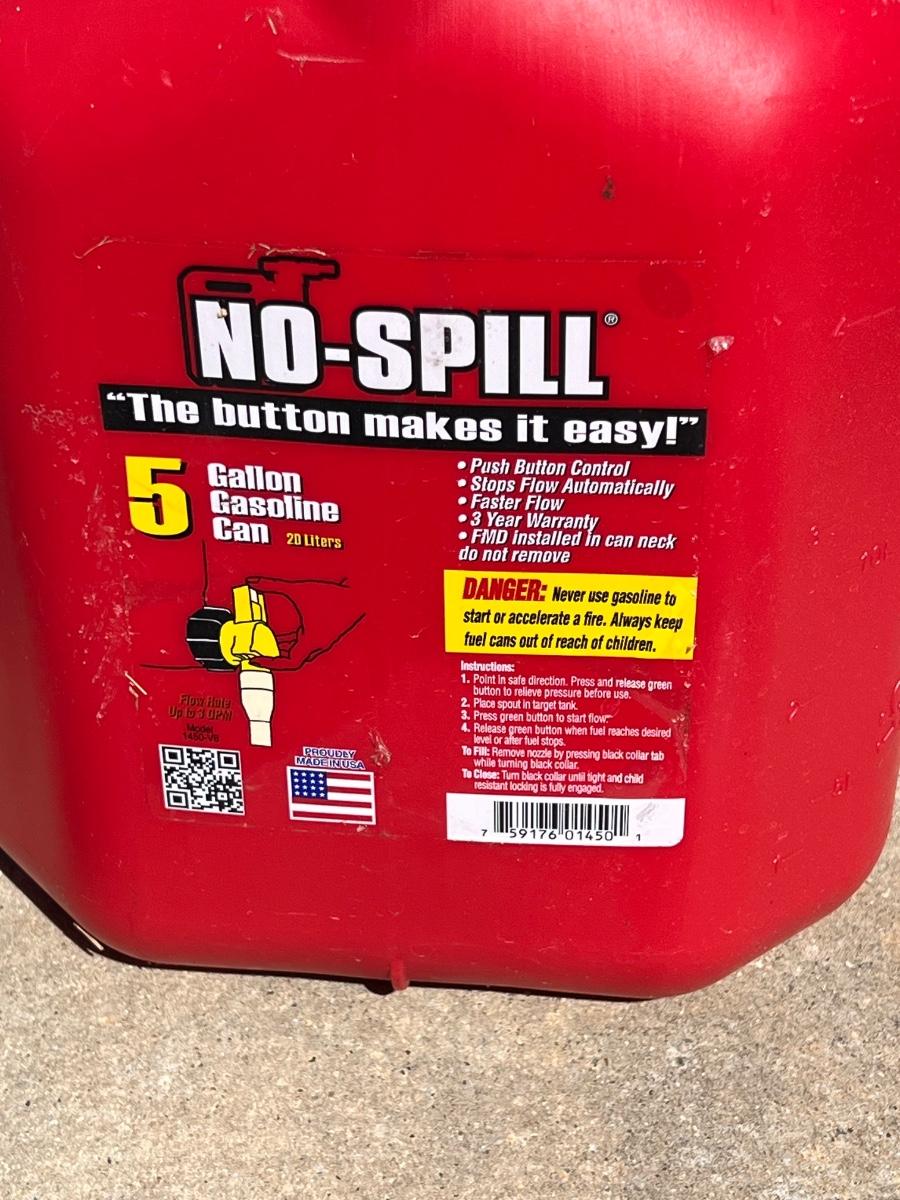 NO-SPILL®
“The button makes it easy!”
5 Gallon
Gasoline
Can 20 Liters
• Push Button Control
• Stops Flow Automatically
• Faster Flow
• 3 Year Warranty
• FMD installed in can neck
do not remove
DANGER: Never use gasoline to
start or accelerate a fire. Always keep
fuel cans out of reach of children.
Instructions:
1. Point in safe direction. Press and release green
button to relieve pressure before use.
2. Place spout in target tank.
3. Press green button to start flow.
4. Release green button when fuel reaches desired
level or after fuel stops.
To Fill: Remove nozzle by pressing black collar tab
while turning black collar.
To Close: Turn black collar until tight and child
resistant locking is fully engaged.
Flow Rate
Up to 3 GPM
Model
1450-VB
PROUDLY
MADE IN USA
7 59176 01450 1